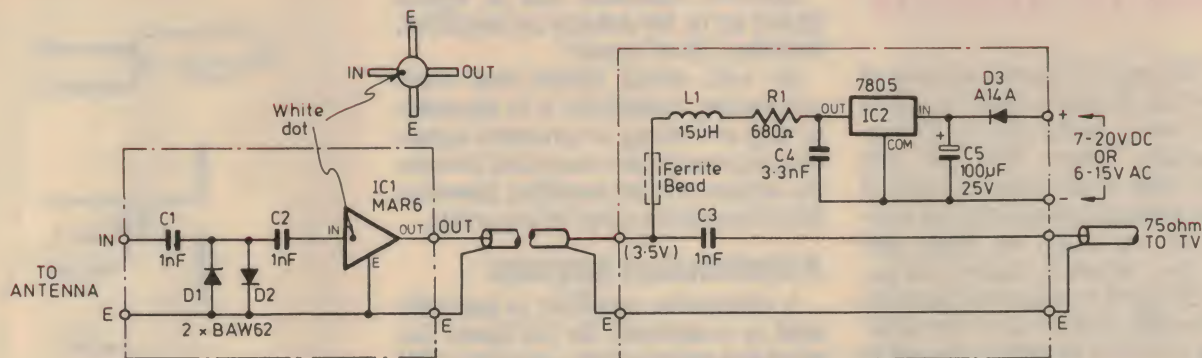 E
IN
OUT
E
White
dot
IN
C1
1nF
C2
1nF
D1
D2
2 x BAW62
IC1
MAR6
IN
OUT
E
OUT
TO
ANTENNA
E
E
L1
15µH
R1
680Ω
Ferrite
Bead
C4
3.3nF
OUT
7805
IC2
IN
COM
D3
A14A
+
C5
100µF
25V
+
-
7-20V DC
OR
6-15V AC
(3·5V)
C3
1nF
75ohm
TO TV
E
E